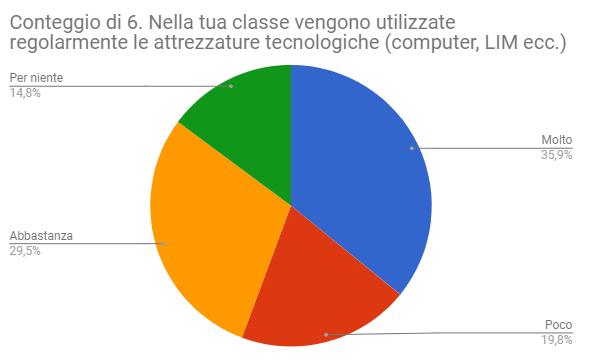 Conteggio di 6. Nella tua classe vengono utilizzate
regolarmente le attrezzature tecnologiche (computer, LIM ecc.)
Per niente
14,8%
Molto
35,9%
Abbastanza
29,5%
Poco
19,8%